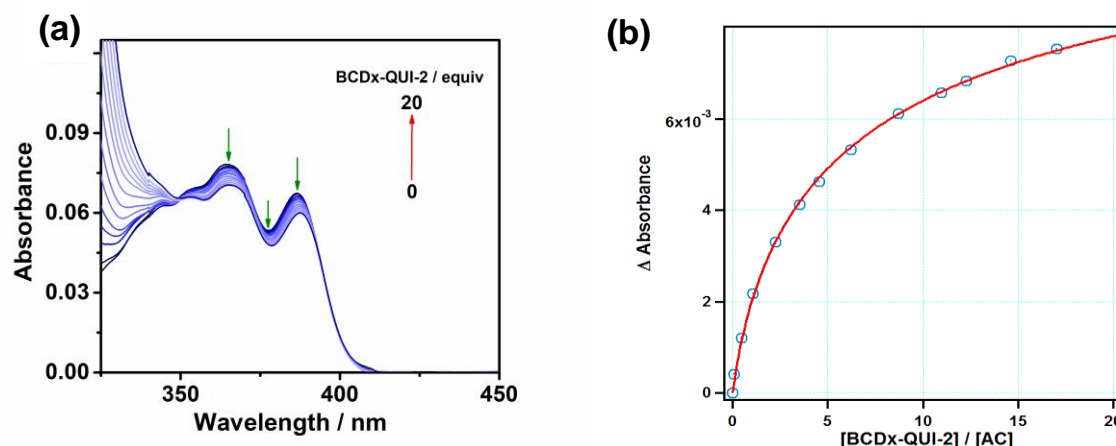 (a)
BCDx-QUI-2 / equiv
20
0
0.09
0.06
0.03
0.00
Absorbance
350
400
450
Wavelength / nm
(b)
6x10⁻³
4
2
0
Δ Absorbance
0
5
10
15
20
[BCDx-QUI-2] / [AC]